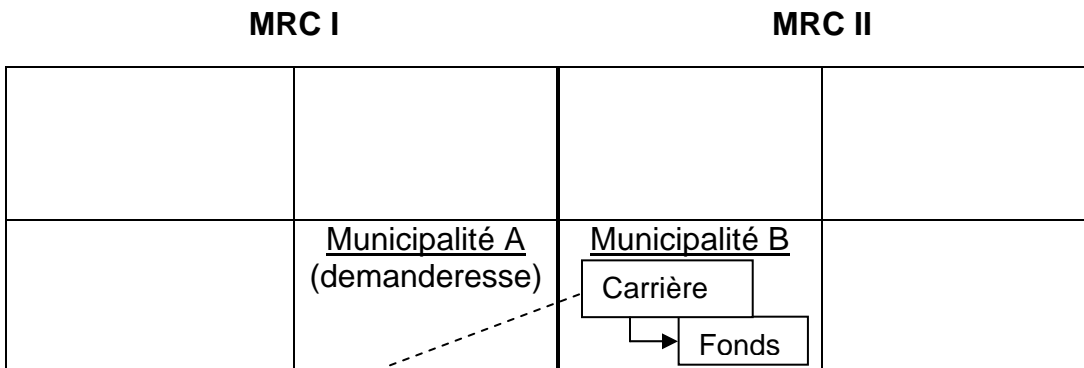 MRC I
MRC II
Municipalité A
(demanderesse)
Municipalité B
Carrière
Fonds